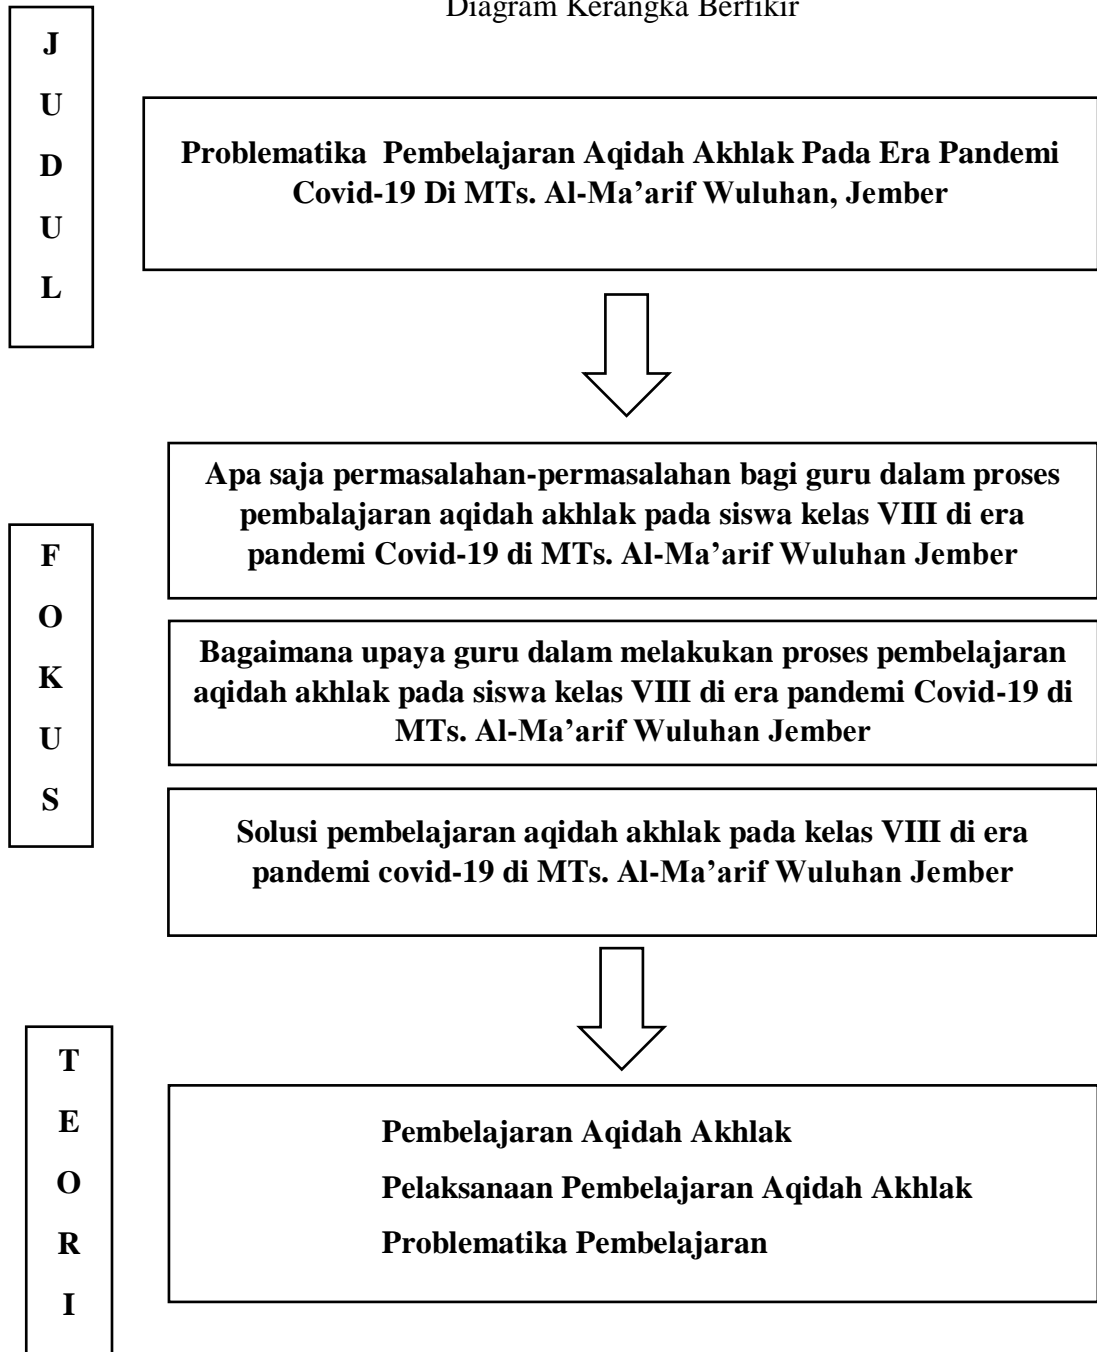 Diagram Kerangka Berfikir
J
U
D
U
L
Problematika Pembelajaran Aqidah Akhlak Pada Era Pandemi
Covid-19 Di MTs. Al-Ma’arif Wuluhan, Jember
F
O
K
U
S
Apa saja permasalahan-permasalahan bagi guru dalam proses
pembalajaran aqidah akhlak pada siswa kelas VIII di era
pandemi Covid-19 di MTs. Al-Ma’arif Wuluhan Jember
Bagaimana upaya guru dalam melakukan proses pembelajaran
aqidah akhlak pada siswa kelas VIII di era pandemi Covid-19 di
MTs. Al-Ma’arif Wuluhan Jember
Solusi pembelajaran aqidah akhlak pada kelas VIII di era
pandemi covid-19 di MTs. Al-Ma’arif Wuluhan Jember
T
E
O
R
I
Pembelajaran Aqidah Akhlak
Pelaksanaan Pembelajaran Aqidah Akhlak
Problematika Pembelajaran